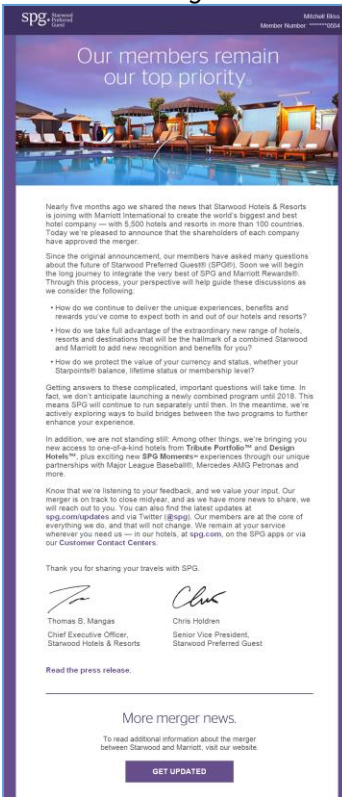 spg. Starwood Preferred Guest
Mitchell Bliss
Member Number: *******0564
Our members remain
our top priority.
Nearly five months ago we shared the news that Starwood Hotels & Resorts
is joining with Marriott International to create the world's biggest and best
hotel company — with 5,500 hotels and resorts in more than 100 countries.
Today we're pleased to announce that the shareholders of each company
have approved the merger.
Since the original announcement, our members have asked many questions
about the future of Starwood Preferred Guest® (SPG®). Soon we will begin
the long journey to integrate the very best of SPG and Marriott Rewards®.
Through this process, your perspective will help guide these discussions as
we consider the following:
• How do we continue to deliver the unique experiences, benefits and
rewards you've come to expect both in and out of our hotels and resorts?
• How do we take full advantage of the extraordinary new range of hotels,
resorts and destinations that will be the hallmark of a combined Starwood
and Marriott to add new recognition and benefits for you?
• How do we protect the value of your currency and status, whether your
Starpoints® balance, lifetime status or membership level?
Getting answers to these complicated, important questions will take time. In
fact, we don't anticipate launching a newly combined program until 2018. This
means SPG will continue to run separately until then. In the meantime, we're
actively exploring ways to build bridges between the two programs to further
enhance your experience.
In addition, we are not standing still: Among other things, we're bringing you
new access to one-of-a-kind hotels from Tribute Portfolio™ and Design
Hotels™, plus exciting new SPG Moments® experiences through our unique
partnerships with Major League Baseball®, Mercedes AMG Petronas and
more.
Know that we're listening to your feedback, and we value your input. Our
merger is on track to close midyear, and as we have more news to share, we
will reach out to you. You can also find the latest updates at
spg.com/updates and via Twitter (@spg). Our members are at the core of
everything we do, and that will not change. We remain at your service
wherever you need us — in our hotels, at spg.com, on the SPG apps or via
our Customer Contact Centers.
Thank you for sharing your travels with SPG.
Thomas B. Mangas
Chief Executive Officer,
Starwood Hotels & Resorts
Chris Holdren
Senior Vice President,
Starwood Preferred Guest
Read the press release.
More merger news.
To read additional information about the merger
between Starwood and Marriott, visit our website.
GET UPDATED